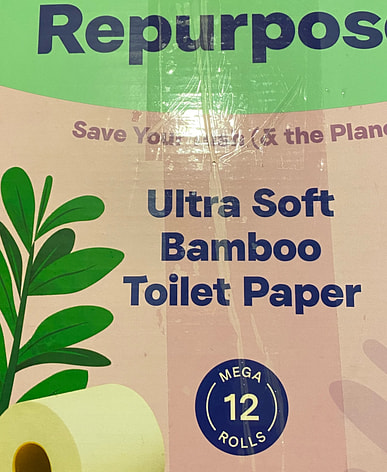 Repurpos
Save Your (& the Plane
Ultra Soft
Bamboo
Toilet Paper
MEGA
12
ROLLS